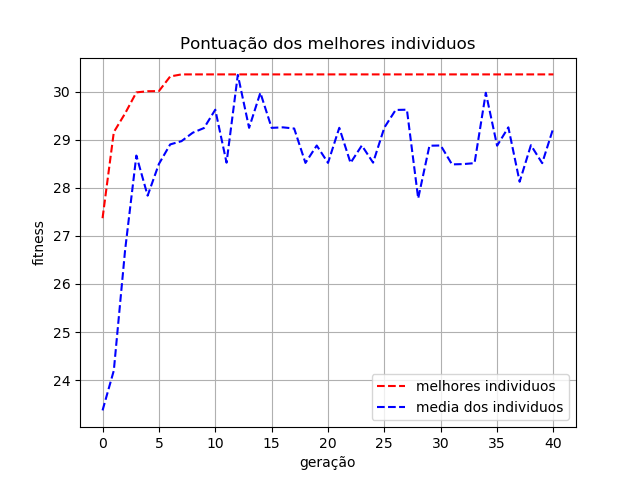 Pontuação dos melhores individuos
30
29
28
27
26
25
24
fitness
0 5 10 15 20 25 30 35 40
geração
melhores individuos
media dos individuos